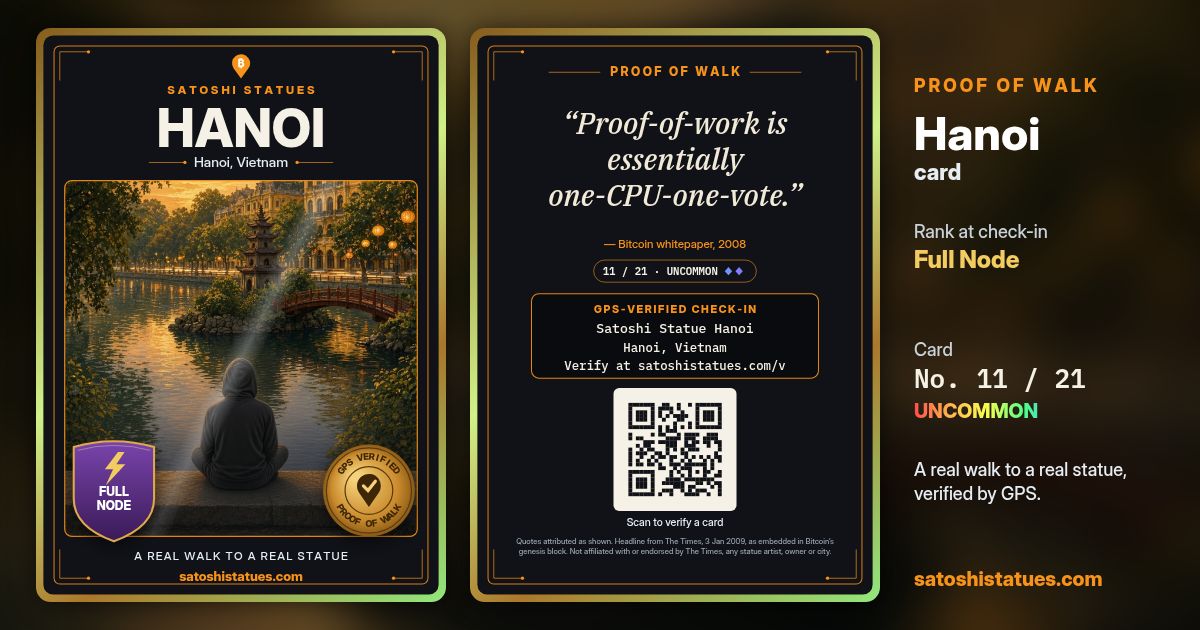 SATOSHI STATUES
HANOI
Hanoi, Vietnam
FULL
NODE
GPS VERIFIED
PROOF OF WALK
A REAL WALK TO A REAL STATUE
satoshistatues.com
PROOF OF WALK
“Proof-of-work is
essentially
one-CPU-one-vote.”
— Bitcoin whitepaper, 2008
11 / 21 · UNCOMMON
GPS-VERIFIED CHECK-IN
Satoshi Statue Hanoi
Hanoi, Vietnam
Verify at satoshistatues.com/v
Scan to verify a card
Quotes attributed as shown. Headline from The Times, 3 Jan 2009, as embedded in Bitcoin's
genesis block. Not affiliated with or endorsed by The Times, any statue artist, owner or city.
PROOF OF WALK
Hanoi
card
Rank at check-in
Full Node
Card
No. 11 / 21
UNCOMMON
A real walk to a real statue,
verified by GPS.
satoshistatues.com